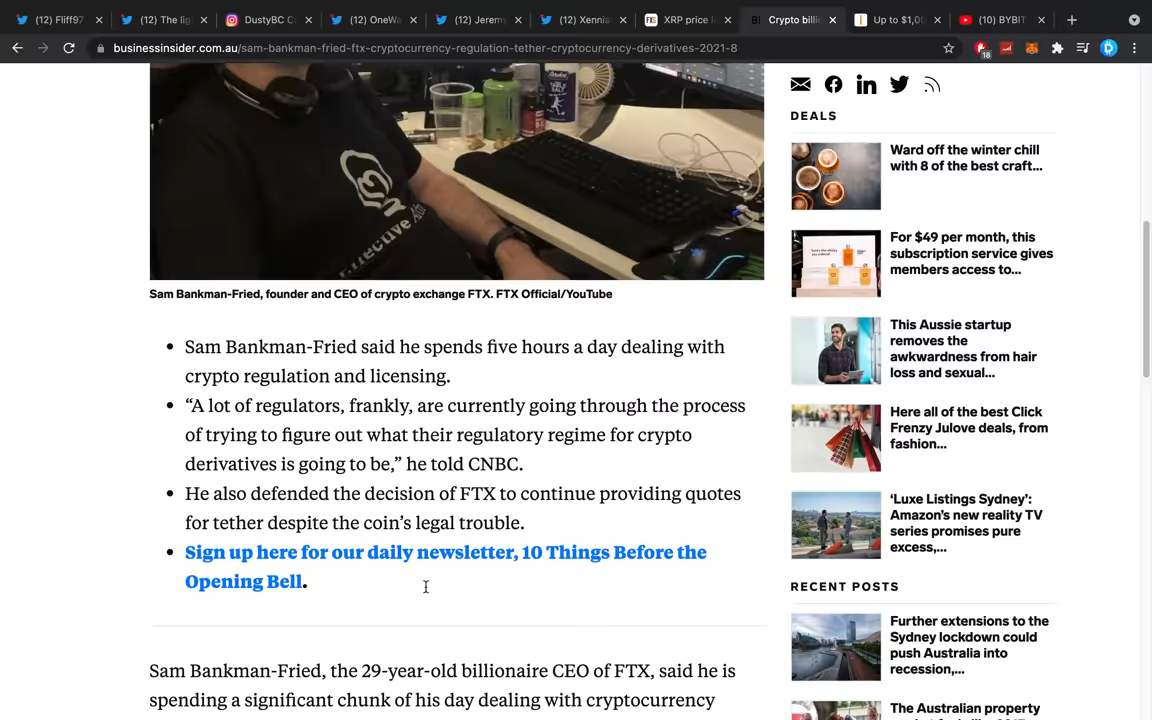 (12) Fliff97
(12) The lig
DustyBC C
(12) OneWa
(12) Jerem
(12) Xennia
XRP price
Crypto billi
Up to $1,00
(10) BYBIT
businessinsider.com.au/sam-bankman-fried-ftx-cryptocurrency-regulation-tether-cryptocurrency-derivatives-2021-8
18
TABLE
SALT
Sam Bankman-Fried, founder and CEO of crypto exchange FTX. FTX Official/YouTube
• Sam Bankman-Fried said he spends five hours a day dealing with
crypto regulation and licensing.
• “A lot of regulators, frankly, are currently going through the process
of trying to figure out what their regulatory regime for crypto
derivatives is going to be,” he told CNBC.
• He also defended the decision of FTX to continue providing quotes
for tether despite the coin’s legal trouble.
• Sign up here for our daily newsletter, 10 Things Before the
Opening Bell.
Sam Bankman-Fried, the 29-year-old billionaire CEO of FTX, said he is
spending a significant chunk of his day dealing with cryptocurrency
DEALS
Ward off the winter chill
with 8 of the best craft...
For $49 per month, this
subscription service gives
members access to...
This Aussie startup
removes the
awkwardness from hair
loss and sexual...
Here all of the best Click
Frenzy Julove deals, from
fashion...
‘Luxe Listings Sydney’:
Amazon’s new reality TV
series promises pure
excess,...
RECENT POSTS
Further extensions to the
Sydney lockdown could
push Australia into
recession,...
The Australian property